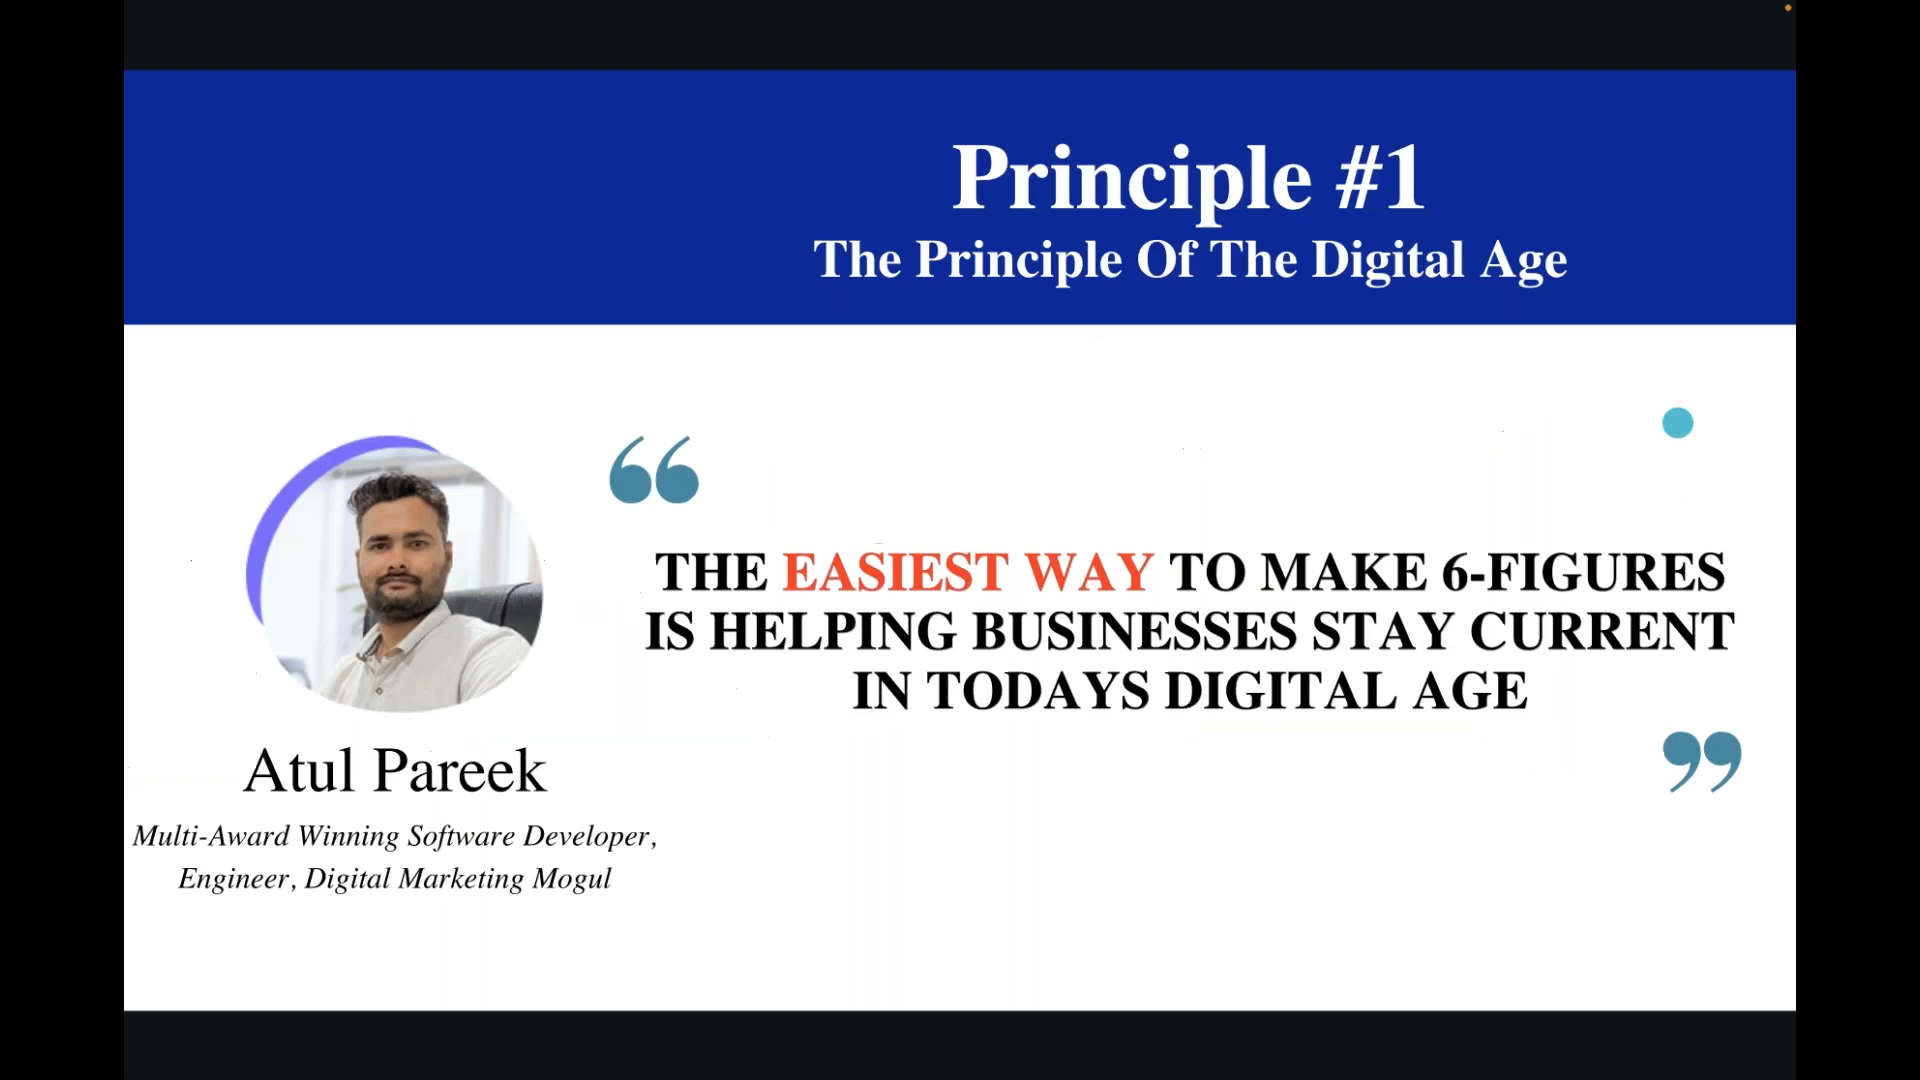 Principle #1
The Principle Of The Digital Age
“
THE EASIEST WAY TO MAKE 6-FIGURES
IS HELPING BUSINESSES STAY CURRENT
IN TODAYS DIGITAL AGE
”
Atul Pareek
Multi-Award Winning Software Developer,
Engineer, Digital Marketing Mogul